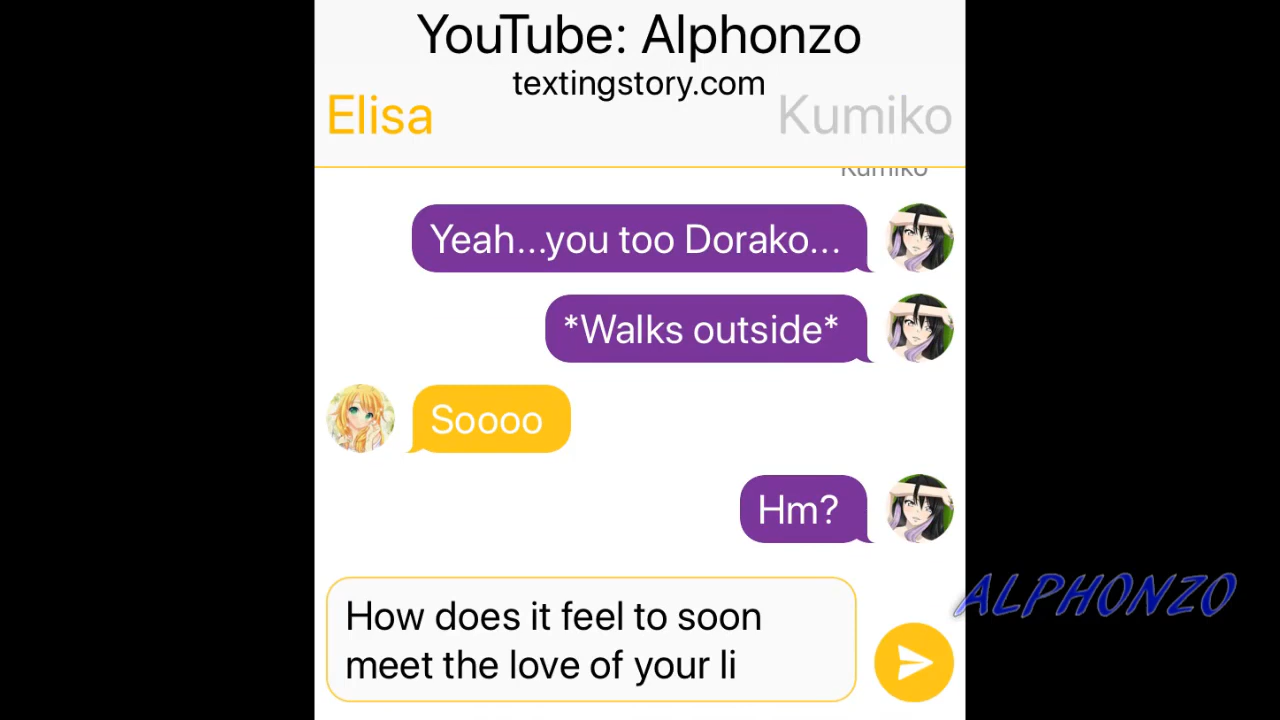 YouTube: Alphonzo
textingstory.com
Elisa
Kumiko
Kumiko
Yeah...you too Dorako...
*Walks outside*
Soooo
Hm?
How does it feel to soon
meet the love of your li
ALPHONZO